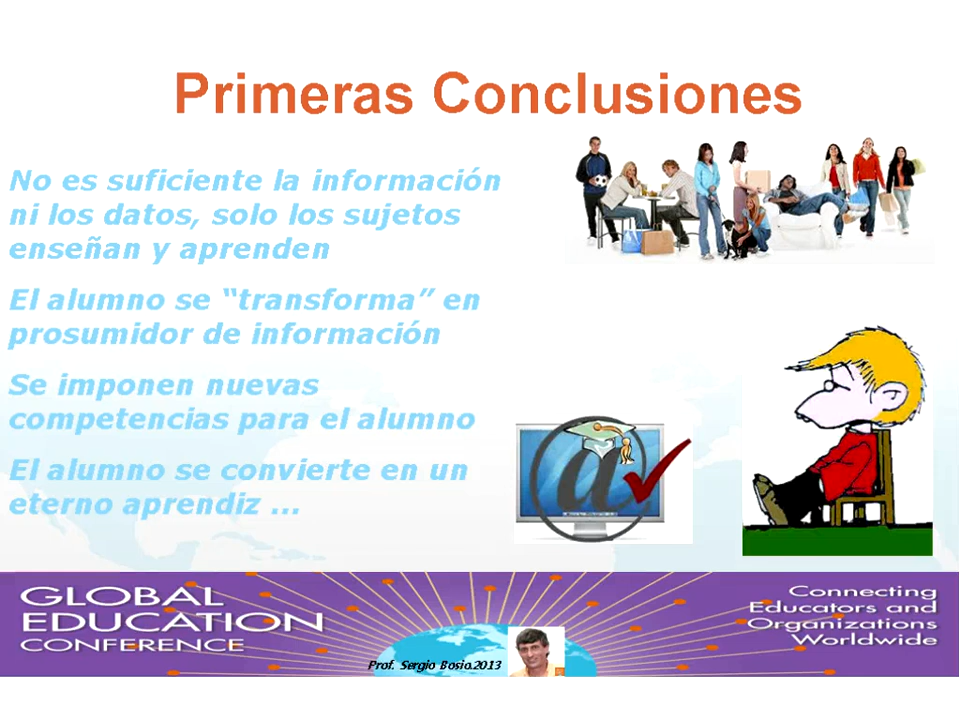 Primeras Conclusiones
No es suficiente la información
ni los datos, solo los sujetos
enseñan y aprenden
El alumno se “transforma” en
prosumidor de información
Se imponen nuevas
competencias para el alumno
El alumno se convierte en un
eterno aprendiz ...
GLOBAL
EDUCATION
CONFERENCE
Connecting
Educators and
Organizations
Worldwide
Prof. Sergio Bosio.2013